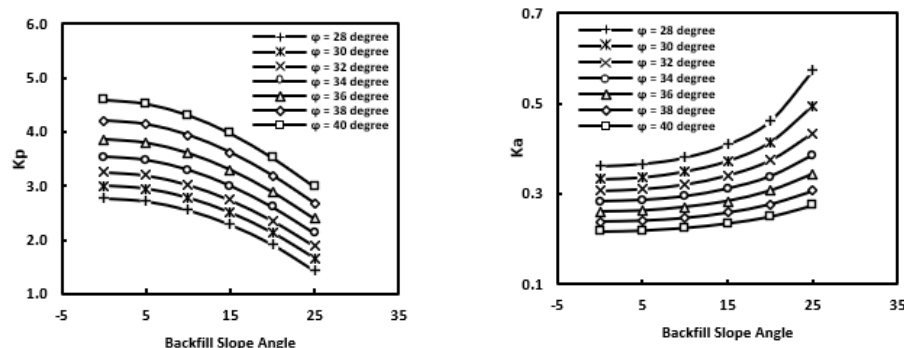 6.0
5.0
4.0
3.0
2.0
1.0
Kp
-5 5 15 25 35
Backfill Slope Angle
φ = 28 degree
φ = 30 degree
φ = 32 degree
φ = 34 degree
φ = 36 degree
φ = 38 degree
φ = 40 degree
0.7
0.5
0.3
0.1
Ka
-5 5 15 25 35
Backfill Slope Angle
φ = 28 degree
φ = 30 degree
φ = 32 degree
φ = 34 degree
φ = 36 degree
φ = 38 degree
φ = 40 degree